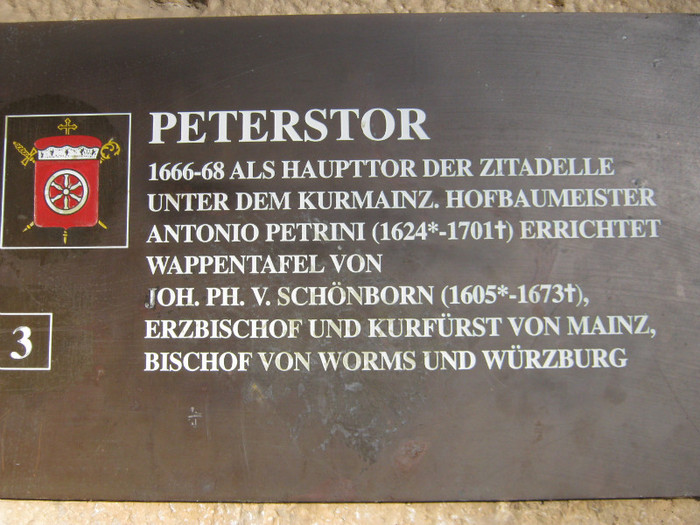 PETERSTOR
1666-68 ALS HAUPTTOR DER ZITADELLE
UNTER DEM KURMAINZ. HOFBAUMEISTER
ANTONIO PETRINI (1624*-1701†) ERRICHTET
WAPPENTAFEL VON
JOH. PH. V. SCHÖNBORN (1605*-1673†),
ERZBISCHOF UND KURFÜRST VON MAINZ,
BISCHOF VON WORMS UND WÜRZBURG
3